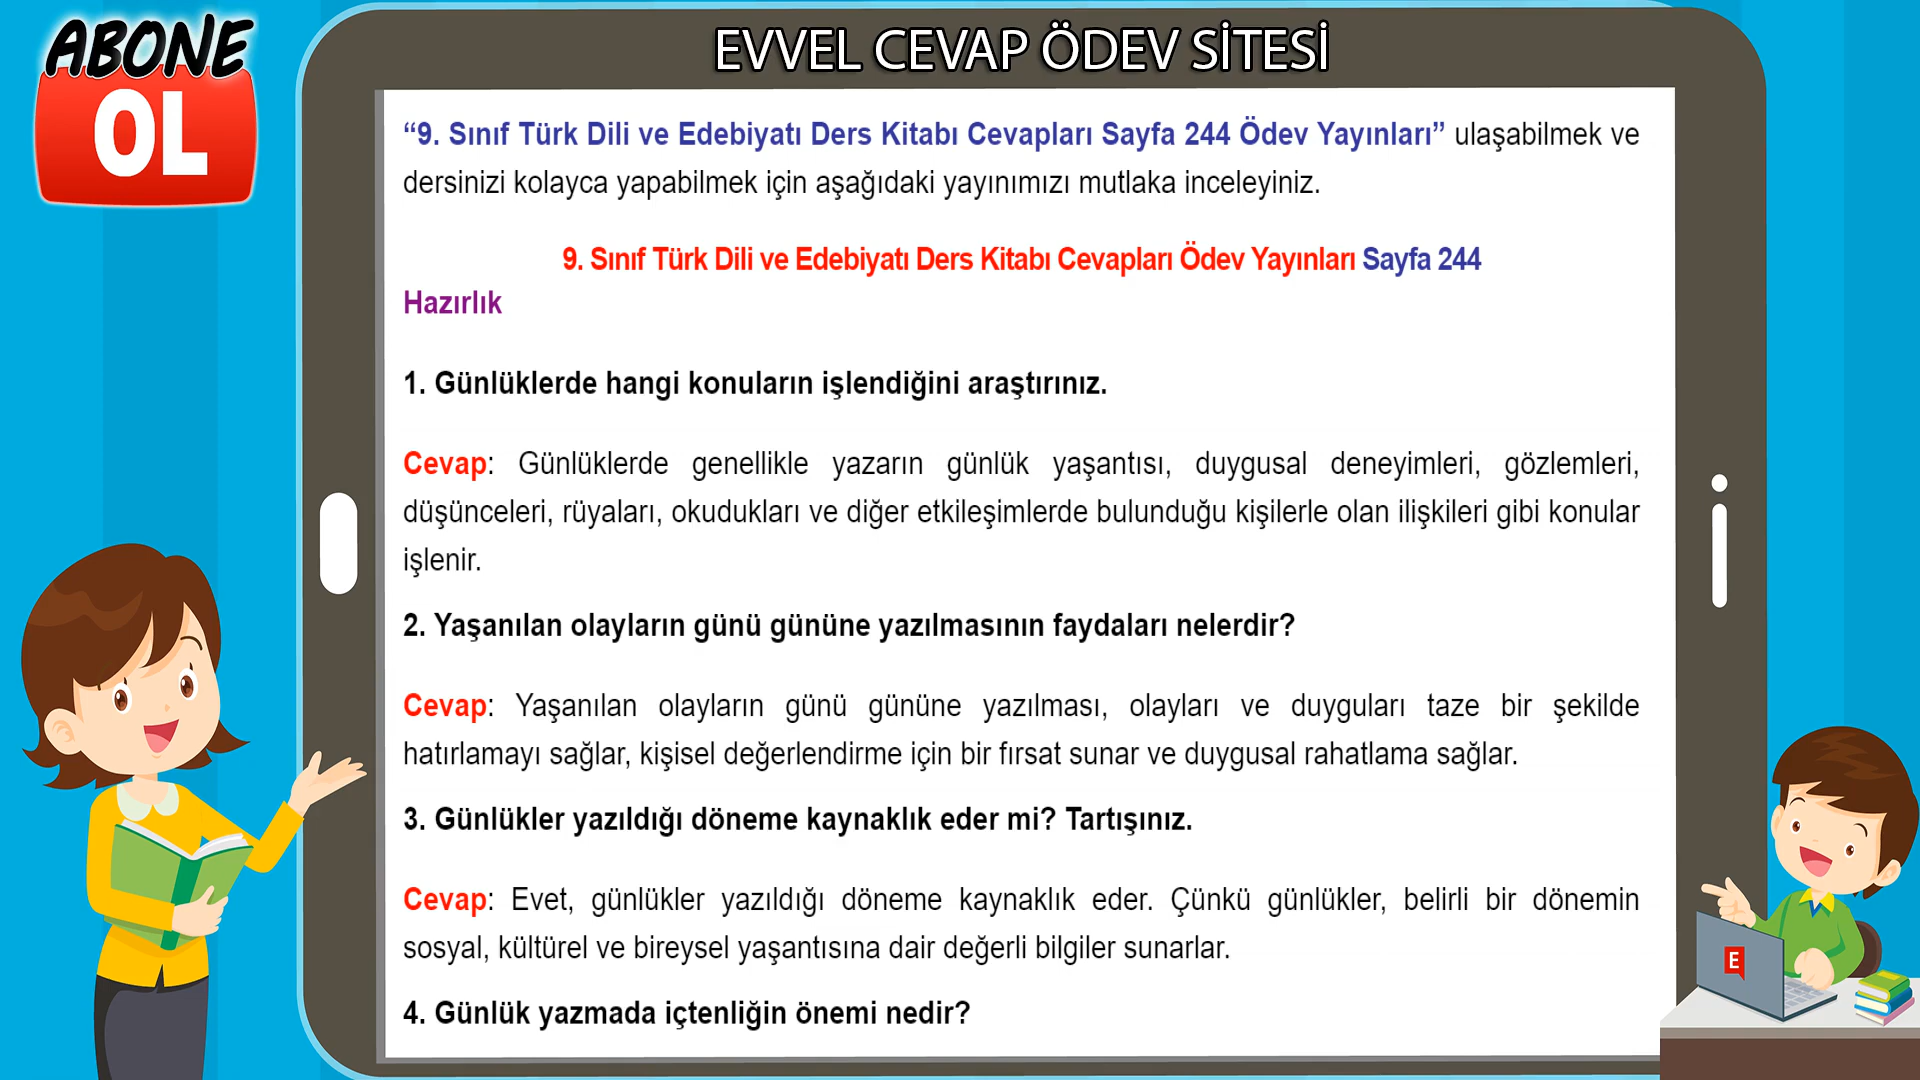 ABONE
OL
EVVEL CEVAP ÖDEV SİTESİ
“9. Sınıf Türk Dili ve Edebiyatı Ders Kitabı Cevapları Sayfa 244 Ödev Yayınları” ulaşabilmek ve
dersinizi kolayca yapabilmek için aşağıdaki yayınımızı mutlaka inceleyiniz.
9. Sınıf Türk Dili ve Edebiyatı Ders Kitabı Cevapları Ödev Yayınları Sayfa 244
Hazırlık
1. Günlüklerde hangi konuların işlendiğini araştırınız.
Cevap: Günlüklerde genellikle yazarın günlük yaşantısı, duygusal deneyimleri, gözlemleri,
düşünceleri, rüyaları, okudukları ve diğer etkileşimlerde bulunduğu kişilerle olan ilişkileri gibi konular
işlenir.
2. Yaşanılan olayların günü gününe yazılmasının faydaları nelerdir?
Cevap: Yaşanılan olayların günü gününe yazılması, olayları ve duyguları taze bir şekilde
hatırlamayı sağlar, kişisel değerlendirme için bir fırsat sunar ve duygusal rahatlama sağlar.
3. Günlükler yazıldığı döneme kaynaklık eder mi? Tartışınız.
Cevap: Evet, günlükler yazıldığı döneme kaynaklık eder. Çünkü günlükler, belirli bir dönemin
sosyal, kültürel ve bireysel yaşantısına dair değerli bilgiler sunarlar.
4. Günlük yazmada içtenliğin önemi nedir?
E